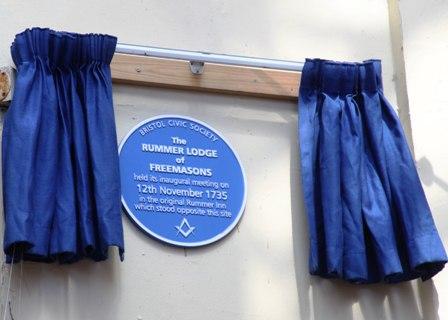 BRISTOL CIVIC SOCIETY
The
RUMMER LODGE
of
FREEMASONS
held its inaugural meeting on
12th November 1735
in the original Rummer Inn
which stood opposite this site